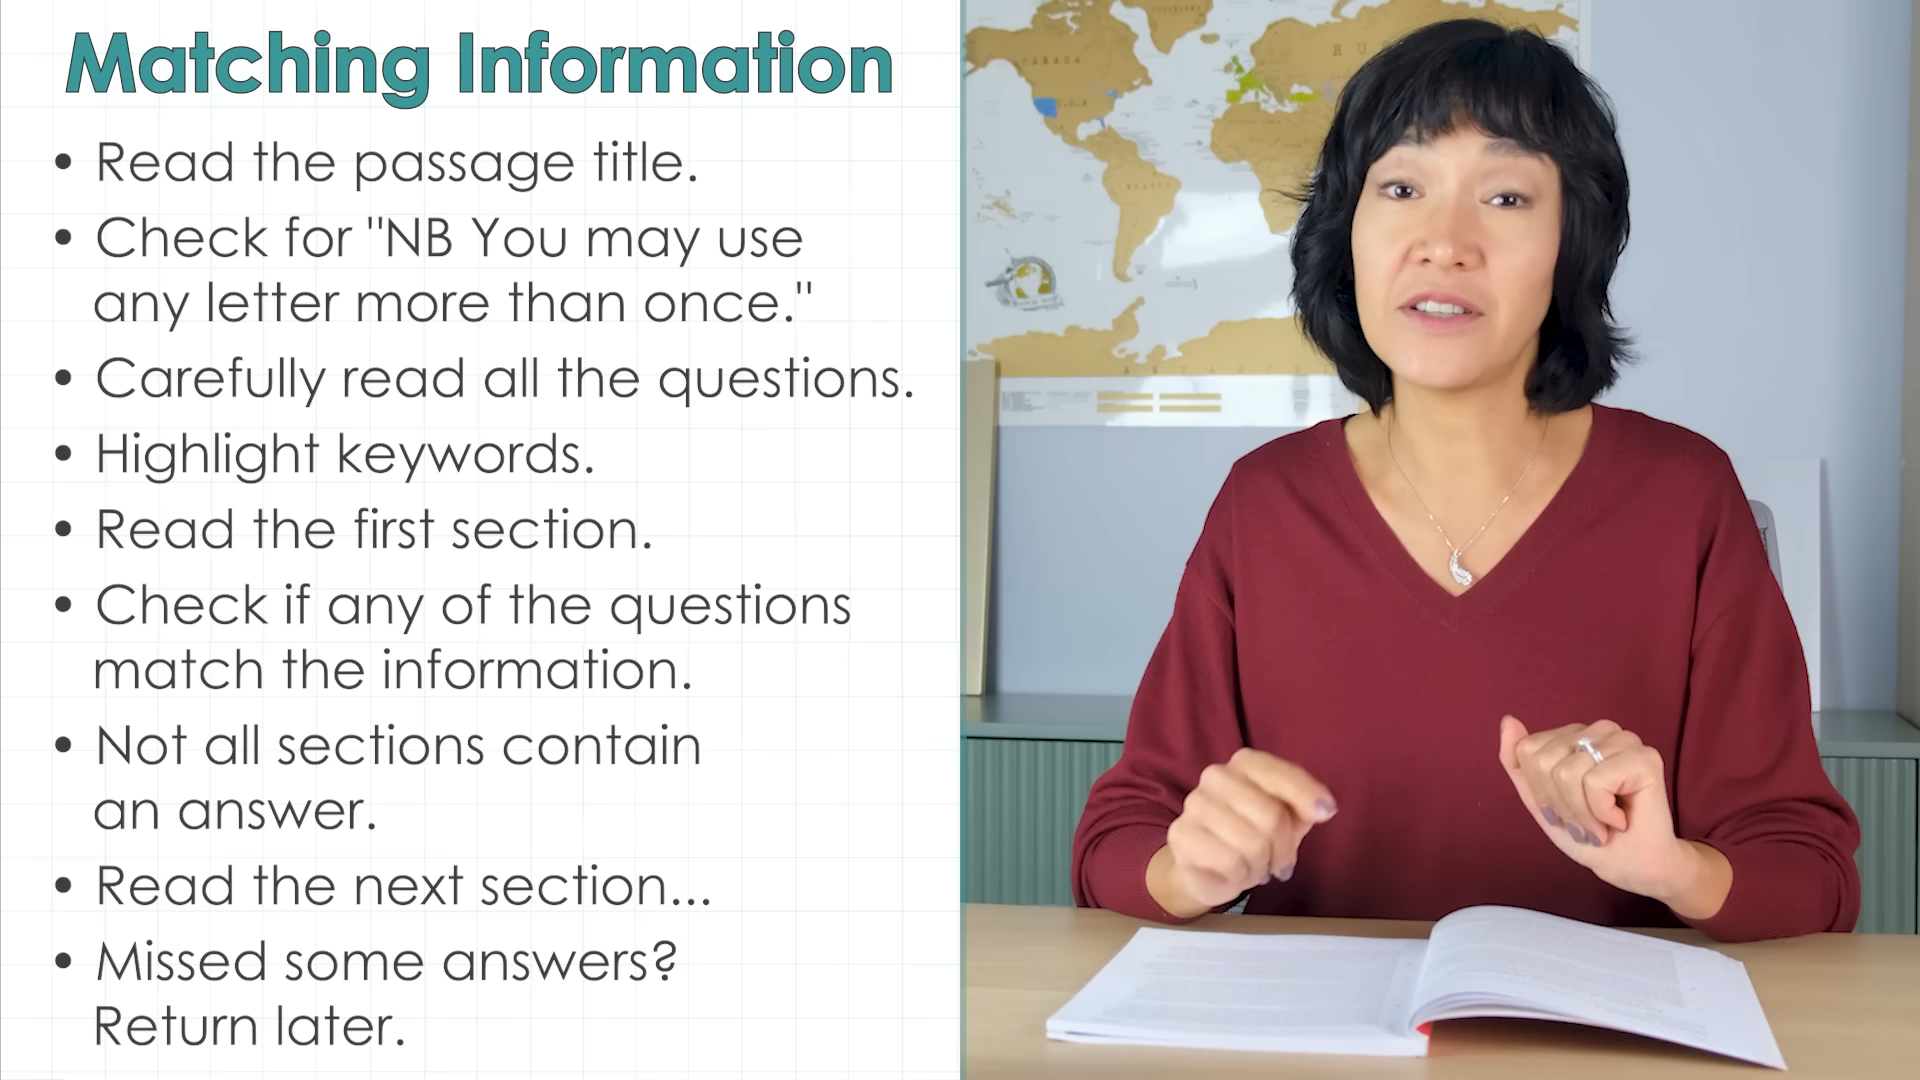 Matching Information
• Read the passage title.
• Check for "NB You may use
any letter more than once."
• Carefully read all the questions.
• Highlight keywords.
• Read the first section.
• Check if any of the questions
match the information.
• Not all sections contain
an answer.
• Read the next section...
• Missed some answers?
Return later.
CANADA
BRAZIL